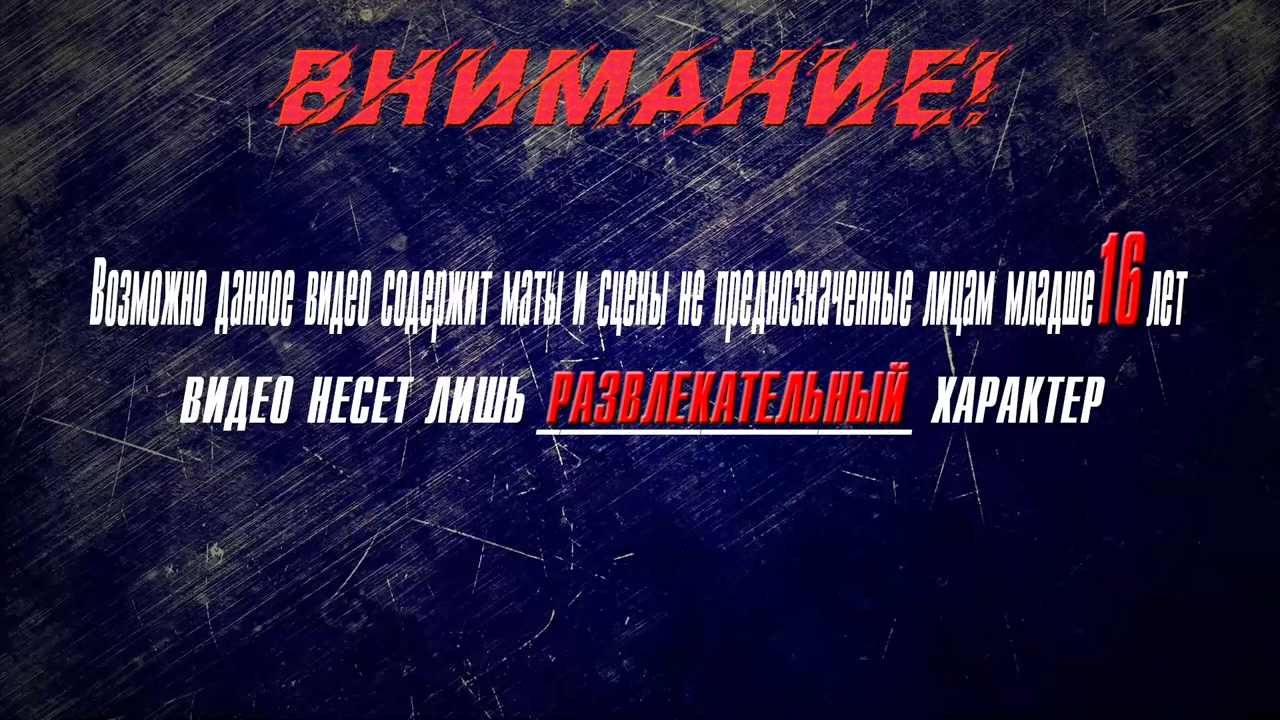 ВНИМАНИЕ!
Возможно данное видео содержит маты и сцены не преднозначенные лицам младше 16 лет
ВИДЕО НЕСЕТ ЛИШЬ РАЗВЛЕКАТЕЛЬНЫЙ ХАРАКТЕР